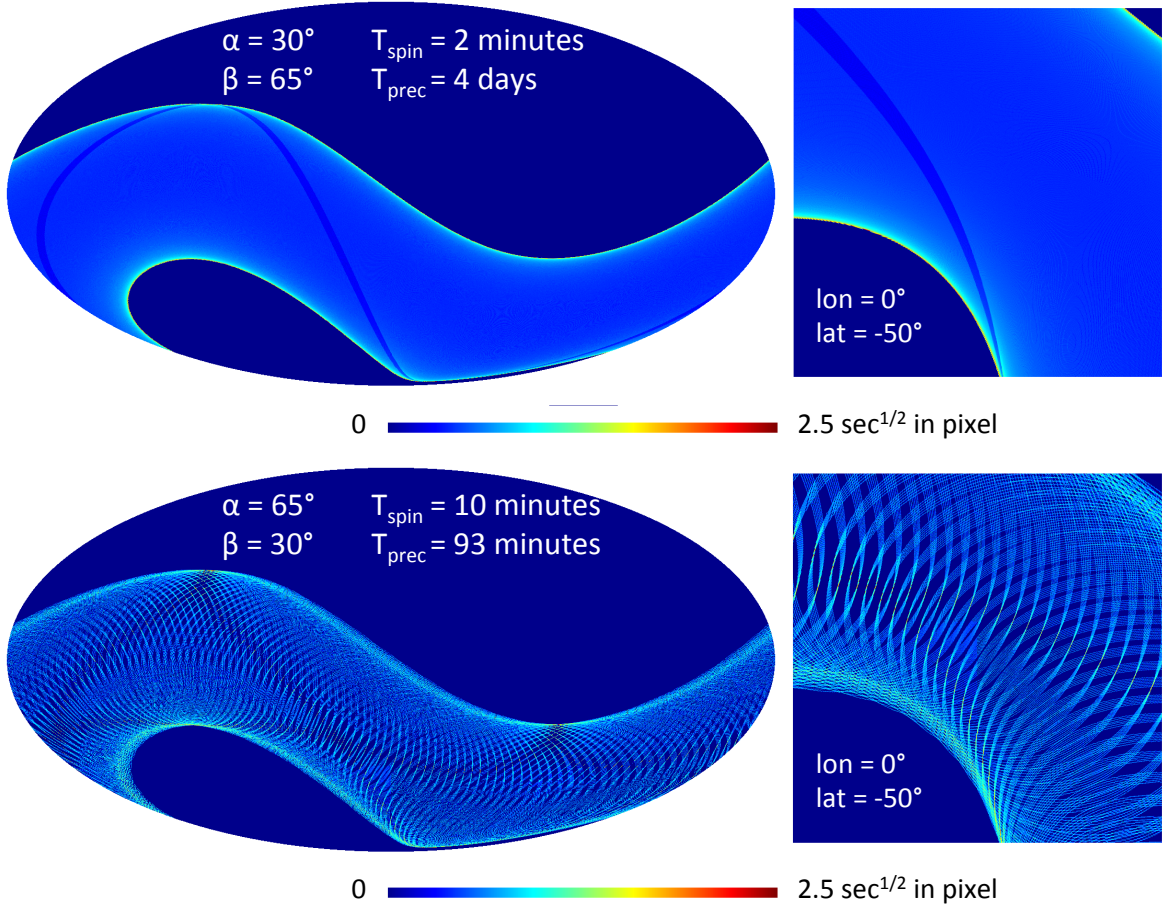 α = 30° T_spin = 2 minutes
β = 65° T_prec = 4 days
lon = 0°
lat = -50°
0 2.5 sec^1/2 in pixel
α = 65° T_spin = 10 minutes
β = 30° T_prec = 93 minutes
lon = 0°
lat = -50°
0 2.5 sec^1/2 in pixel